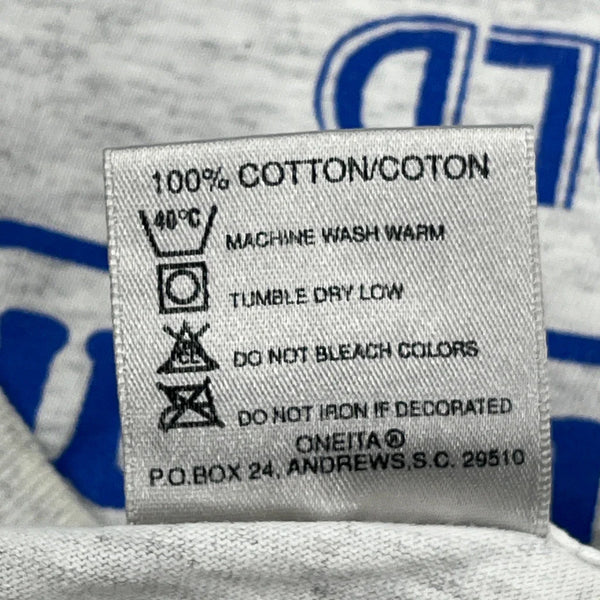 LD
100% COTTON/COTON
40°C
MACHINE WASH WARM
TUMBLE DRY LOW
CL
DO NOT BLEACH COLORS
DO NOT IRON IF DECORATED
ONEITA®
P.O.BOX 24, ANDREWS,S.C. 29510